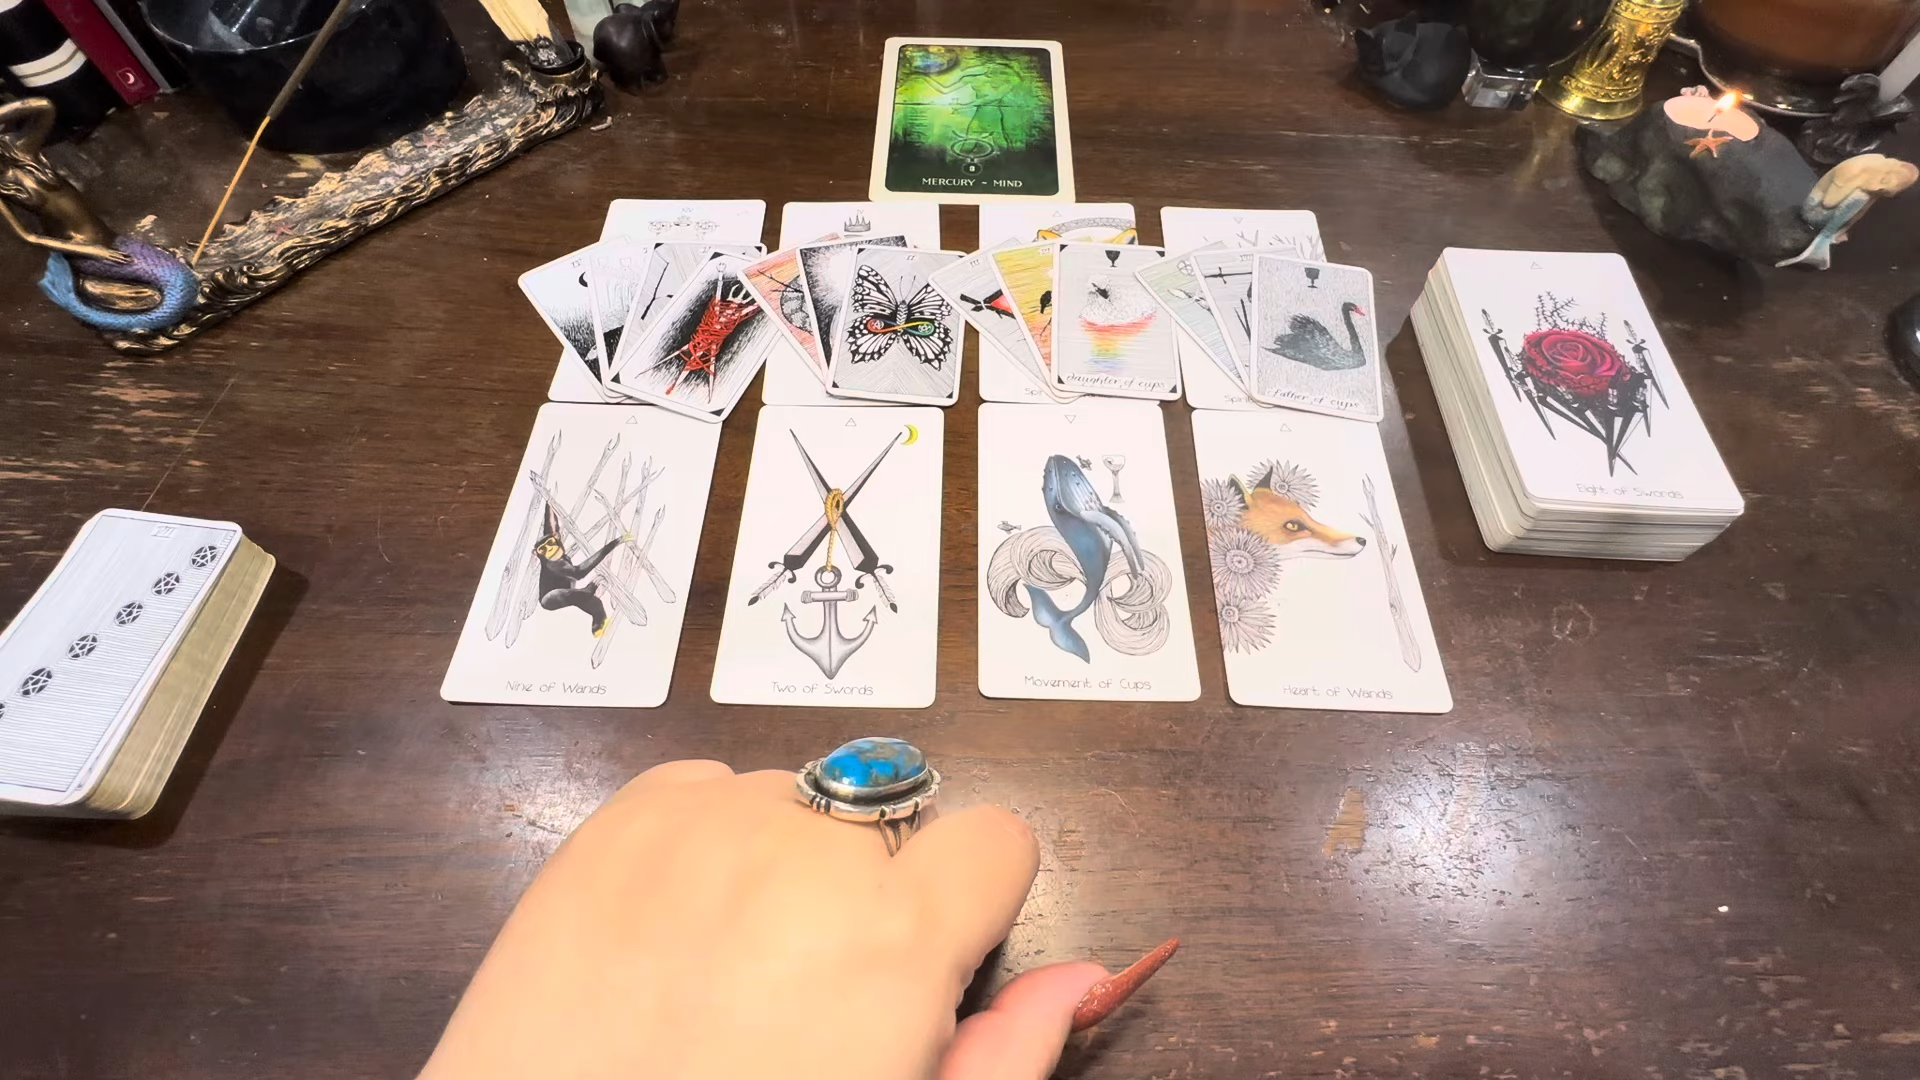 MERCURY ~ MIND
daughter of cups
father of cups
Eight of Swords
Nine of Wands
Two of Swords
Movement of Cups
Heart of Wands